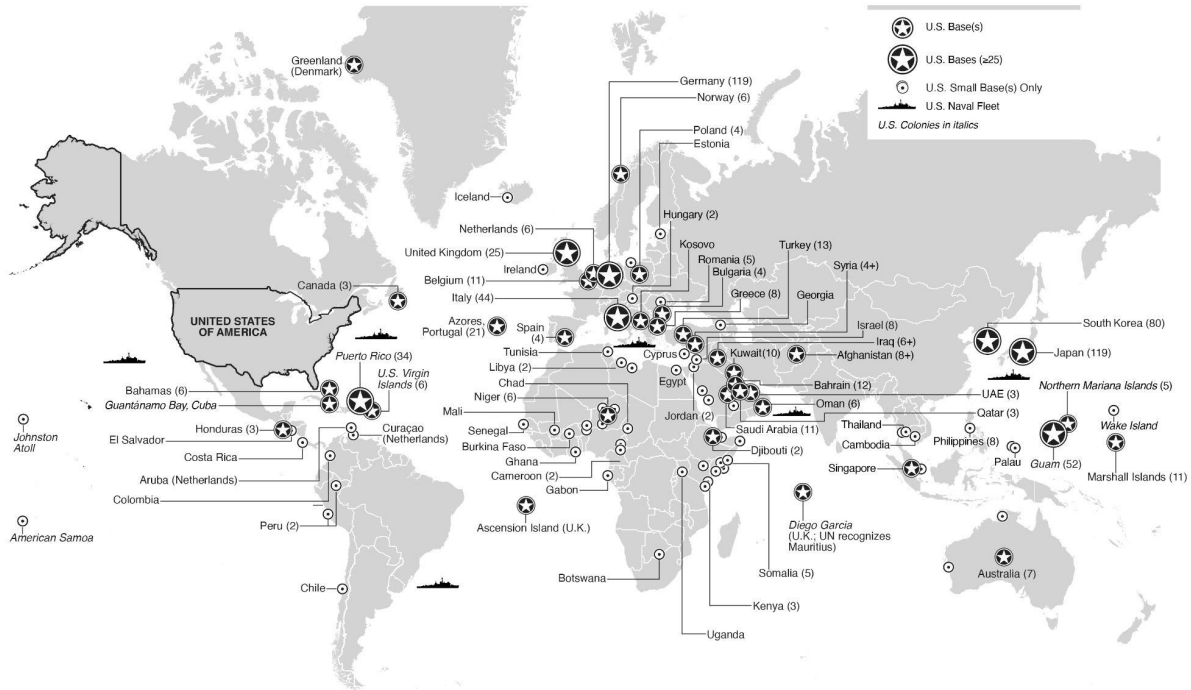 U.S. Base(s)
U.S. Bases (≥25)
U.S. Small Base(s) Only
U.S. Naval Fleet
U.S. Colonies in italics
Greenland
(Denmark)
Germany (119)
Norway (6)
Poland (4)
Estonia
Iceland
Hungary (2)
Netherlands (6)
Kosovo
Turkey (13)
United Kingdom (25)
Romania (5)
Syria (4+)
Ireland
Bulgaria (4)
Belgium (11)
Canada (3)
Italy (44)
Greece (8)
Georgia
UNITED STATES
OF AMERICA
Azores,
Portugal (21)
Spain
(4)
Israel (8)
South Korea (80)
Iraq (6+)
Puerto Rico (34)
Tunisia
Cyprus
Kuwait(10)
Afghanistan (8+)
Japan (119)
U.S. Virgin
Islands (6)
Libya (2)
Egypt
Bahamas (6)
Chad
Bahrain (12)
Northern Mariana Islands (5)
Guantánamo Bay, Cuba
Niger (6)
UAE (3)
Mali
Jordan (2)
Oman (6)
Qatar (3)
Johnston
Atoll
Honduras (3)
Curaçao
(Netherlands)
Senegal
Saudi Arabia (11)
Thailand
Wake Island
El Salvador
Burkina Faso
Djibouti (2)
Cambodia
Philippines (8)
Costa Rica
Ghana
Singapore
Palau
Guam (52)
Aruba (Netherlands)
Cameroon (2)
Marshall Islands (11)
Colombia
Gabon
Peru (2)
Ascension Island (U.K.)
Diego Garcia
(U.K.; UN recognizes
Mauritius)
American Samoa
Botswana
Somalia (5)
Australia (7)
Chile
Kenya (3)
Uganda